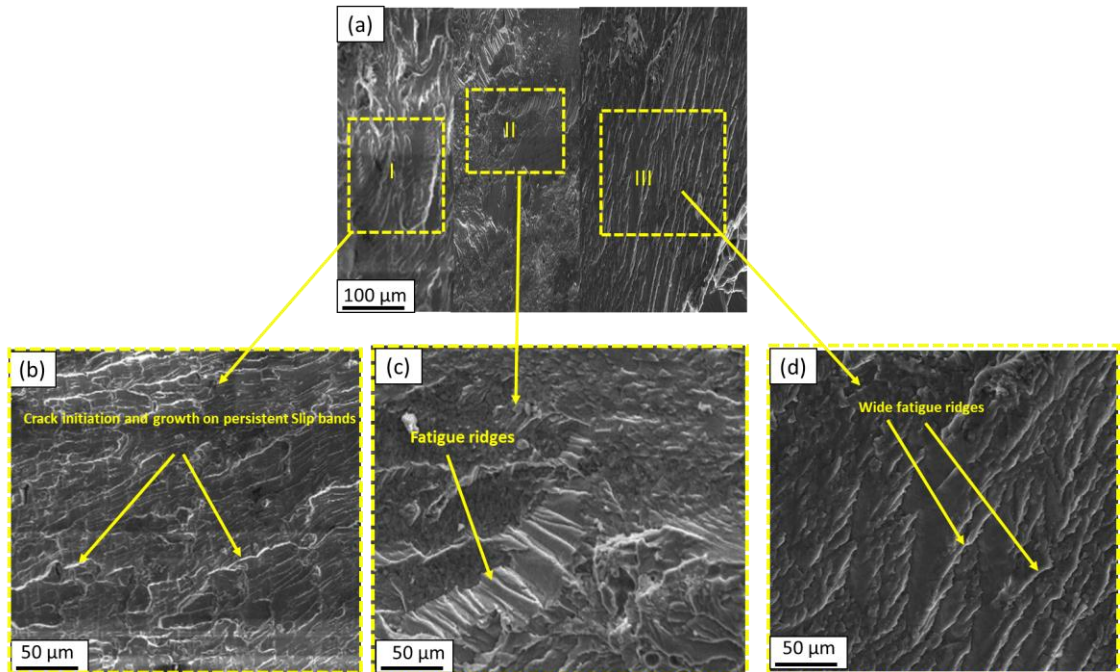 (a)
I
II
III
100 µm
(b)
Crack initiation and growth on persistent Slip bands
50 µm
(c)
Fatigue ridges
50 µm
(d)
Wide fatigue ridges
50 µm